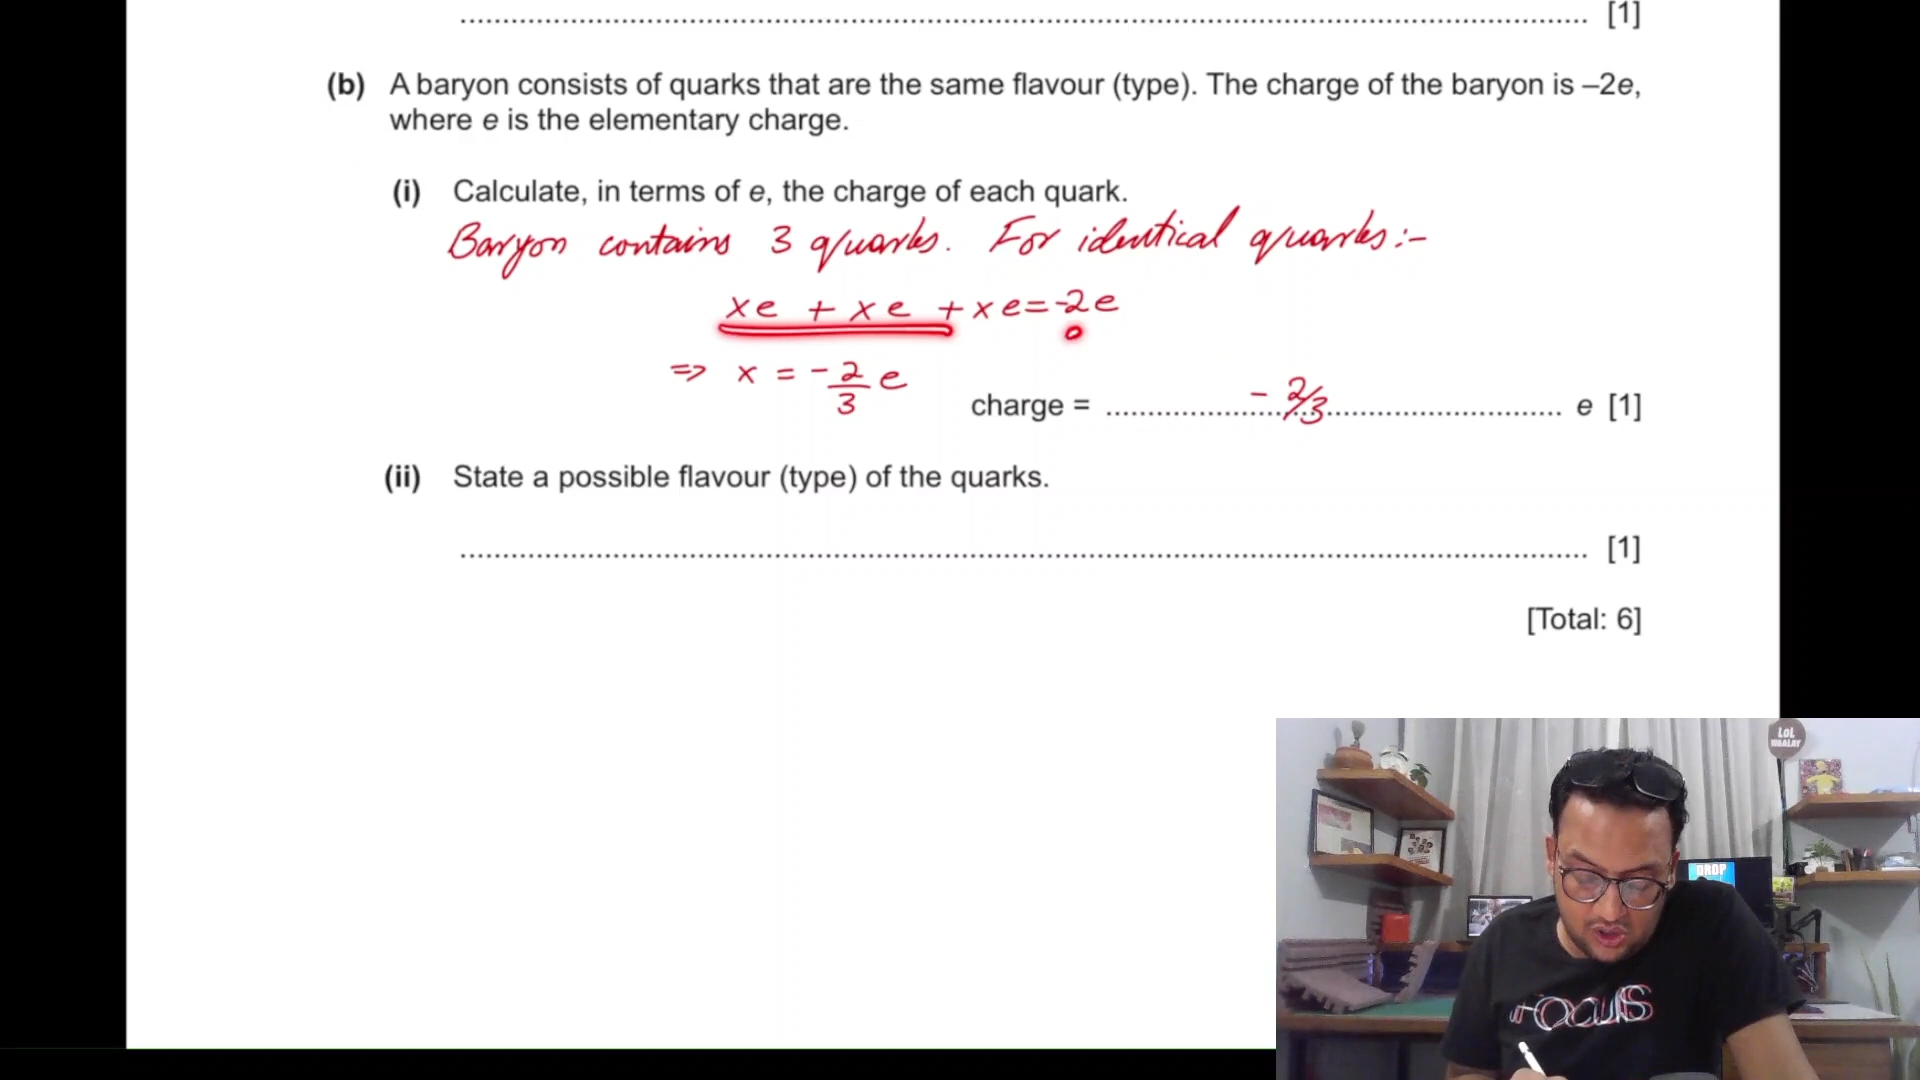 ................................................................................ [1]
(b) A baryon consists of quarks that are the same flavour (type). The charge of the baryon is –2e,
where e is the elementary charge.
(i) Calculate, in terms of e, the charge of each quark.
Baryon contains 3 quarks. For identical quarks:-
xe + xe + xe = -2e
⇒ x = -2/3 e
charge = ................ - 2/3 ................ e [1]
(ii) State a possible flavour (type) of the quarks.
................................................................................ [1]
[Total: 6]
LOL
DROP
FOCUS